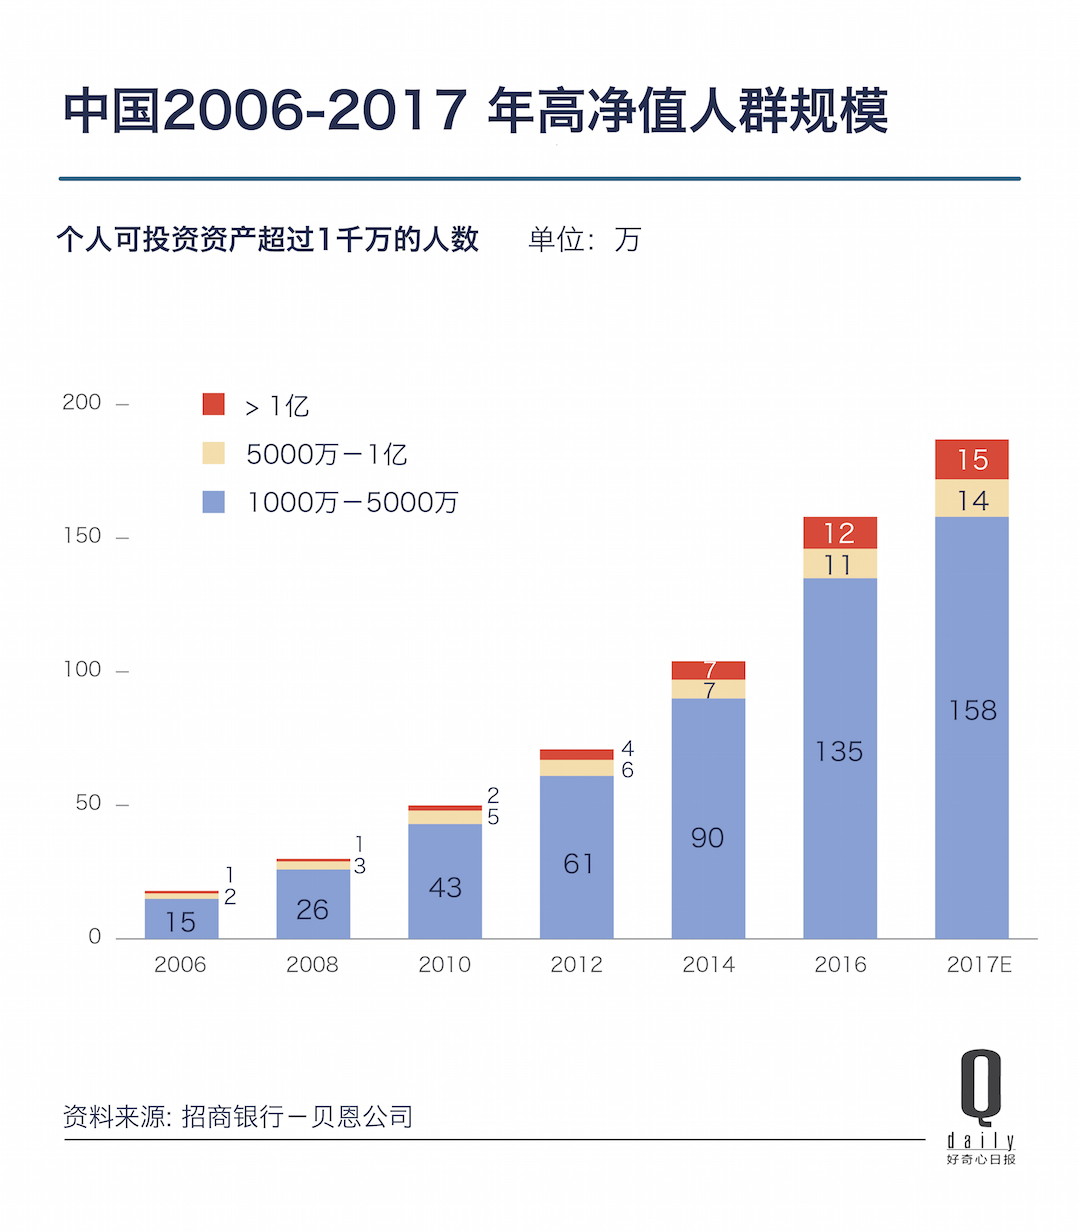 中国2006-2017 年高净值人群规模
个人可投资资产超过1千万的人数 单位：万
200
> 1亿
5000万－1亿
1000万－5000万
150
100
50
0
1
2
15
1
3
26
2
5
43
4
6
61
7
7
90
12
11
135
15
14
158
2006 2008 2010 2012 2014 2016 2017E
资料来源: 招商银行－贝恩公司
Q
daily
好奇心日报